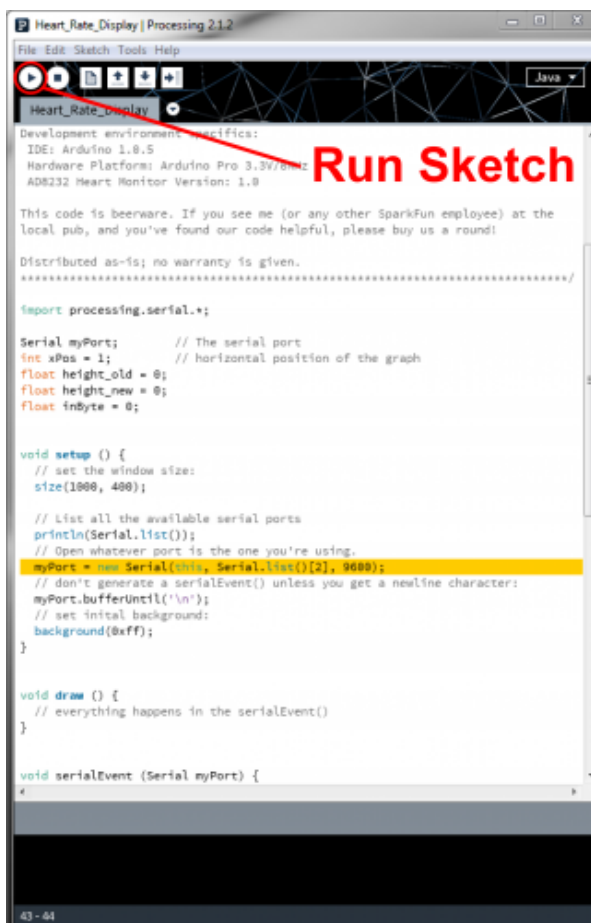 Heart_Rate_Display | Processing 2.1.2
File Edit Sketch Tools Help
Java
Heart_Rate_Display
Run Sketch
Development environment specifics:
IDE: Arduino 1.0.5
Hardware Platform: Arduino Pro 3.3V/8MHz
AD8232 Heart Monitor Version: 1.0
This code is beerware. If you see me (or any other SparkFun employee) at the
local pub, and you've found our code helpful, please buy us a round!
Distributed as-is; no warranty is given.
******************************************************************************/
import processing.serial.*;
Serial myPort; // The serial port
int xPos = 1; // horizontal position of the graph
float height_old = 0;
float height_new = 0;
float inByte = 0;
void setup () {
// set the window size:
size(1000, 400);
// List all the available serial ports
println(Serial.list());
// Open whatever port is the one you're using.
myPort = new Serial(this, Serial.list()[2], 9600);
// don't generate a serialEvent() unless you get a newline character:
myPort.bufferUntil('\n');
// set inital background:
background(0xff);
}
void draw () {
// everything happens in the serialEvent()
}
void serialEvent (Serial myPort) {
43 - 44